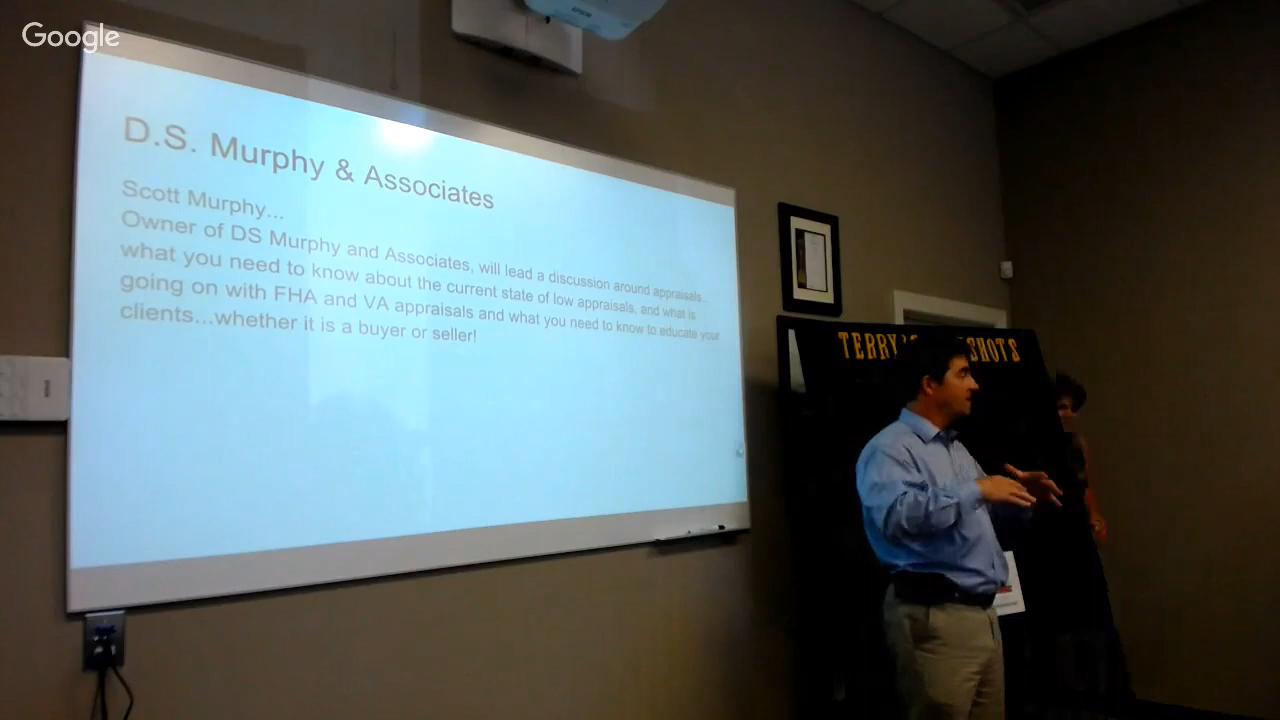 Google
EPSON
D.S. Murphy & Associates
Scott Murphy...
Owner of DS Murphy and Associates, will lead a discussion around appraisals...
what you need to know about the current state of low appraisals, and what is
going on with FHA and VA appraisals and what you need to know to educate your
clients...whether it is a buyer or seller!
TERRY'S SHOTS